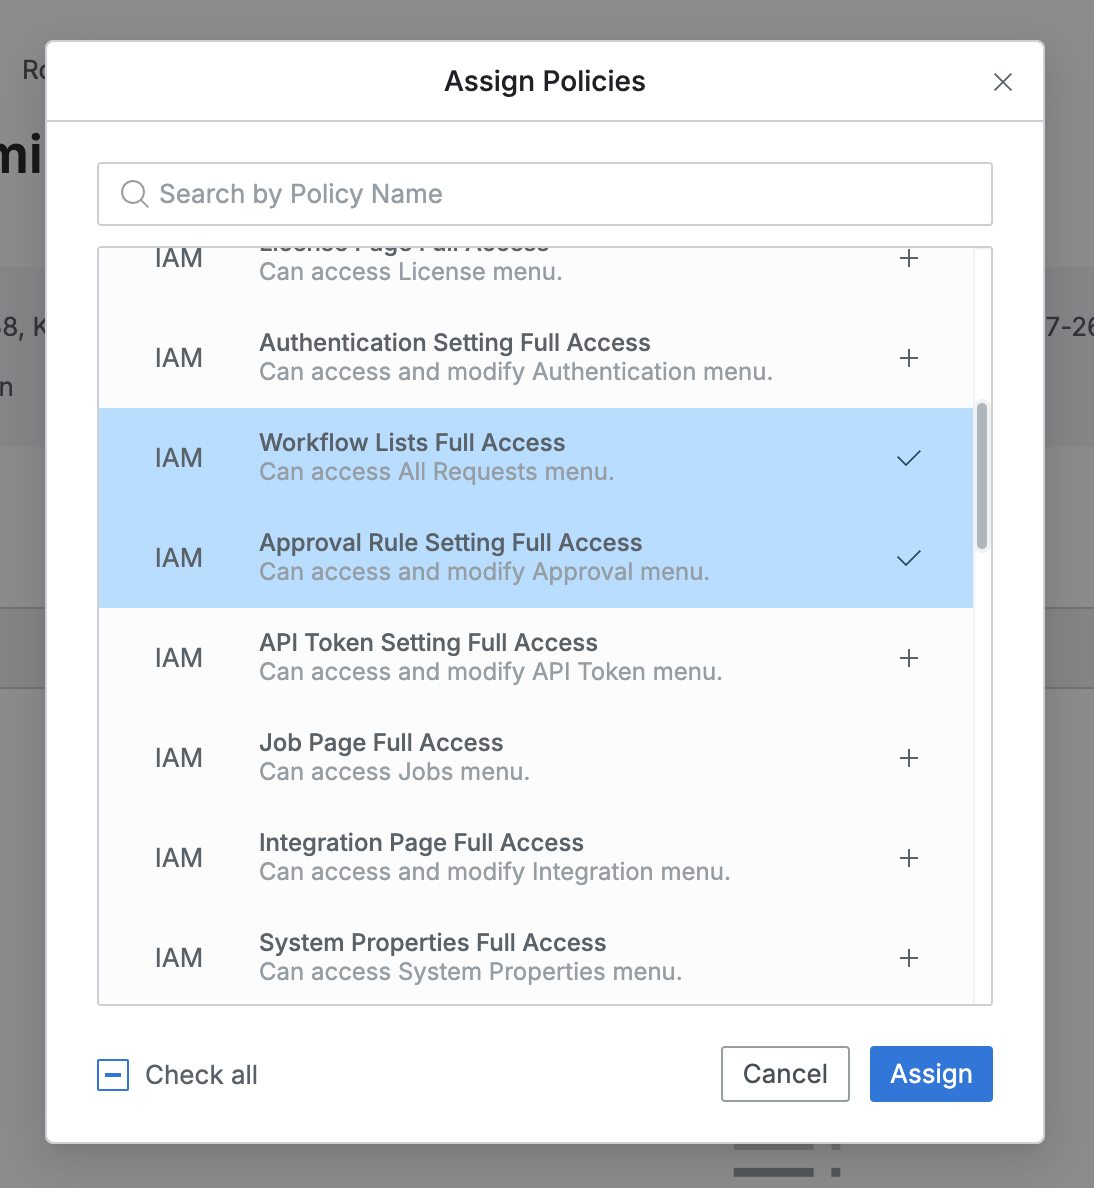 Assign Policies
Search by Policy Name
IAM
License Page Full Access
Can access License menu.
IAM
Authentication Setting Full Access
Can access and modify Authentication menu.
IAM
Workflow Lists Full Access
Can access All Requests menu.
IAM
Approval Rule Setting Full Access
Can access and modify Approval menu.
IAM
API Token Setting Full Access
Can access and modify API Token menu.
IAM
Job Page Full Access
Can access Jobs menu.
IAM
Integration Page Full Access
Can access and modify Integration menu.
IAM
System Properties Full Access
Can access System Properties menu.
Check all
Cancel
Assign